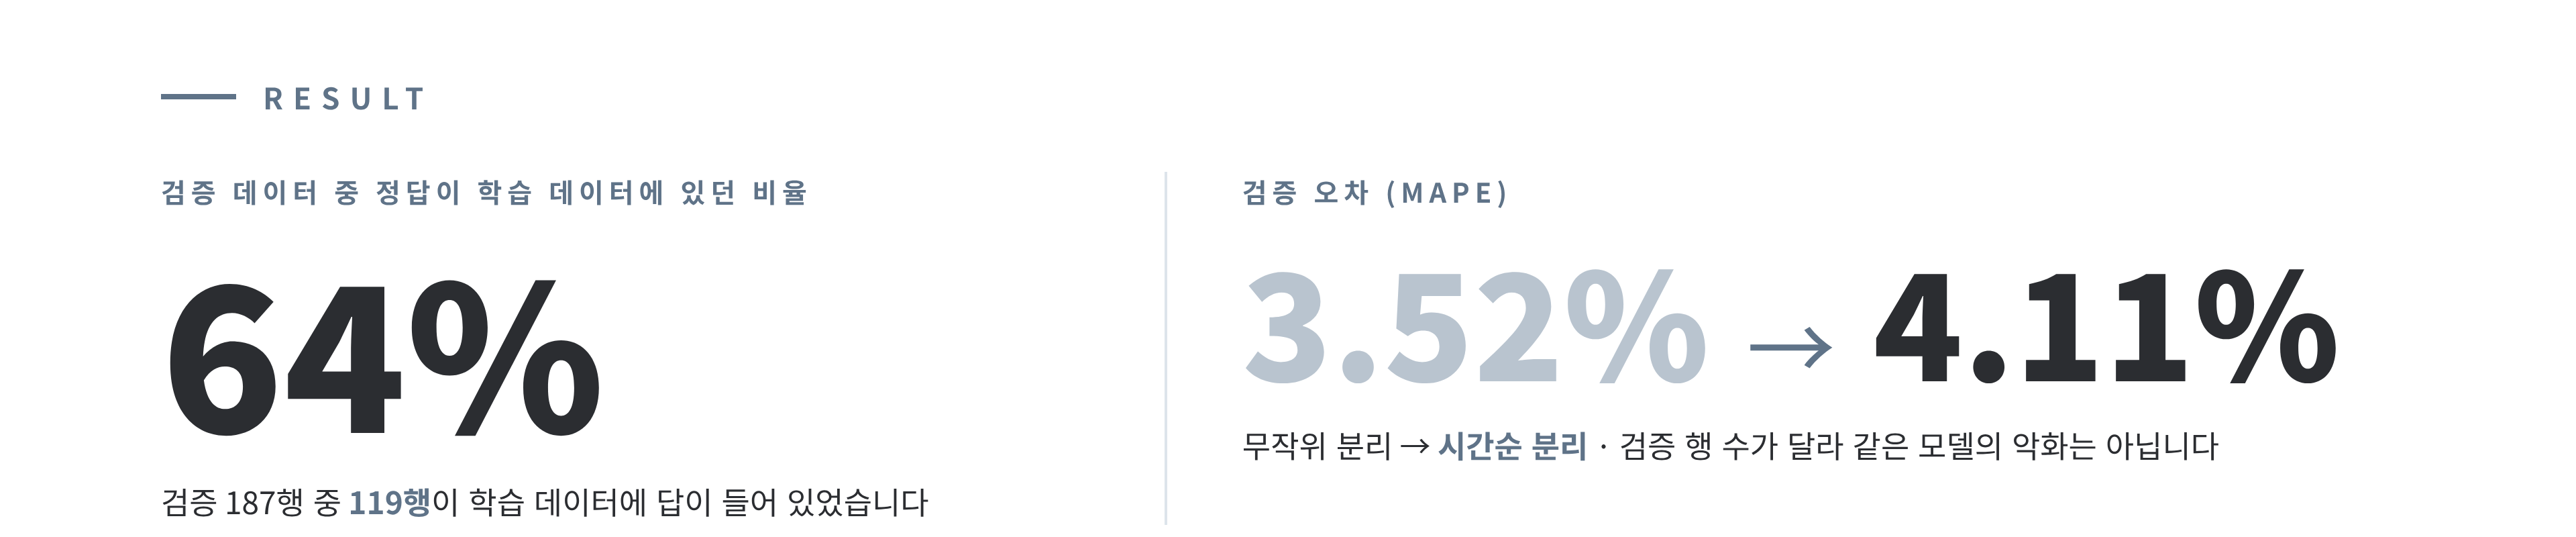 RESULT
검증 데이터 중 정답이 학습 데이터에 있던 비율
64%
검증 187행 중 119행이 학습 데이터에 답이 들어 있었습니다
검증 오차 (MAPE)
3.52% → 4.11%
무작위 분리 → 시간순 분리 · 검증 행 수가 달라 같은 모델의 악화는 아닙니다